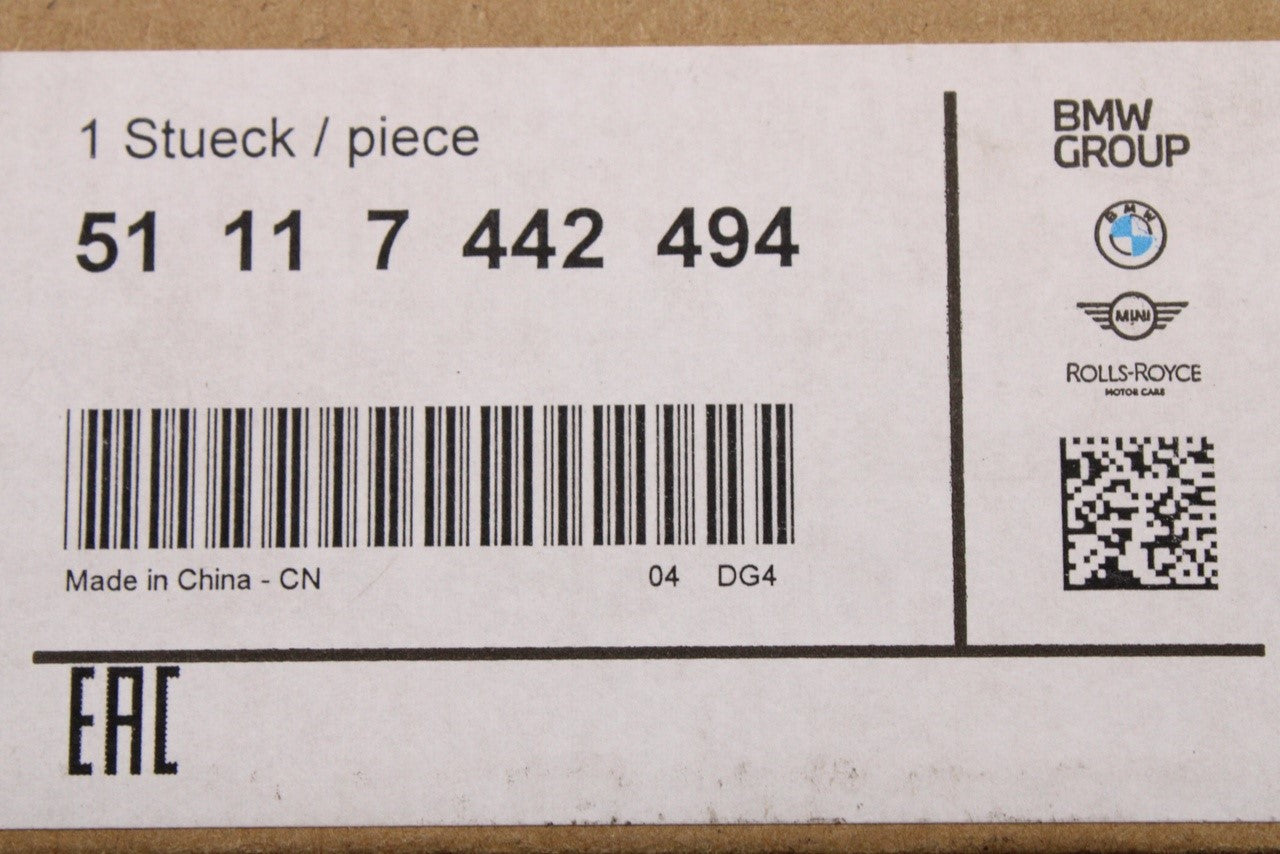 1 Stueck / piece
51 11 7 442 494
Made in China - CN
04 DG4
EAC
BMW
GROUP
BMW
MINI
ROLLS-ROYCE
MOTOR CARS